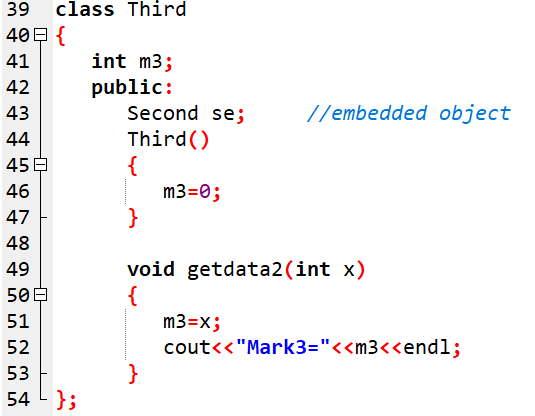 39 class Third
40 {
41 int m3;
42 public:
43 Second se; //embedded object
44 Third()
45 {
46 m3=0;
47 }
48
49 void getdata2(int x)
50 {
51 m3=x;
52 cout<<"Mark3="<<m3<<endl;
53 }
54 };